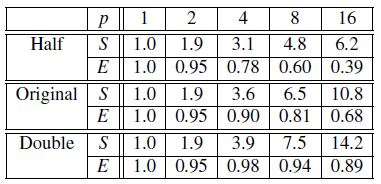 p 1 2 4 8 16
Half S 1.0 1.9 3.1 4.8 6.2
E 1.0 0.95 0.78 0.60 0.39
Original S 1.0 1.9 3.6 6.5 10.8
E 1.0 0.95 0.90 0.81 0.68
Double S 1.0 1.9 3.9 7.5 14.2
E 1.0 0.95 0.98 0.94 0.89